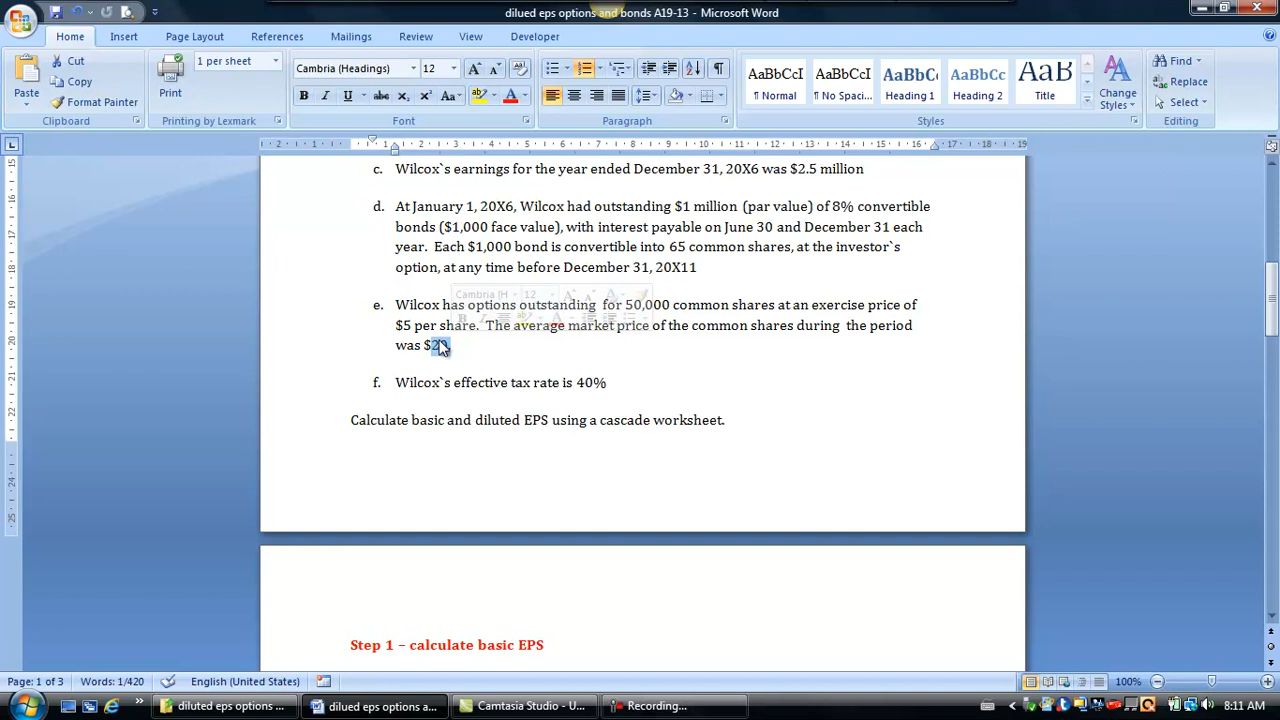 dilued eps options and bonds A19-13 - Microsoft Word
Home Insert Page Layout References Mailings Review View Developer
Paste
Cut
Copy
Format Painter
Clipboard
1 per sheet
Print
Printing by Lexmark
Cambria (Headings) 12
Font
Paragraph
AaBbCcI AaBbCcI AaBbCc AaBbCc AaB
¶ Normal ¶ No Spaci... Heading 1 Heading 2 Title
Change Styles
Styles
Find
Replace
Select
Editing
c. Wilcox`s earnings for the year ended December 31, 20X6 was $2.5 million
d. At January 1, 20X6, Wilcox had outstanding $1 million (par value) of 8% convertible
bonds ($1,000 face value), with interest payable on June 30 and December 31 each
year. Each $1,000 bond is convertible into 65 common shares, at the investor`s
option, at any time before December 31, 20X11
Cambria (H 12
e. Wilcox has options outstanding for 50,000 common shares at an exercise price of
$5 per share. The average market price of the common shares during the period
was $20
f. Wilcox`s effective tax rate is 40%
Calculate basic and diluted EPS using a cascade worksheet.
Step 1 – calculate basic EPS
Page: 1 of 3 Words: 1/420 English (United States) 100%
diluted eps options ... dilued eps options a... Camtasia Studio - U... Recording... 8:11 AM